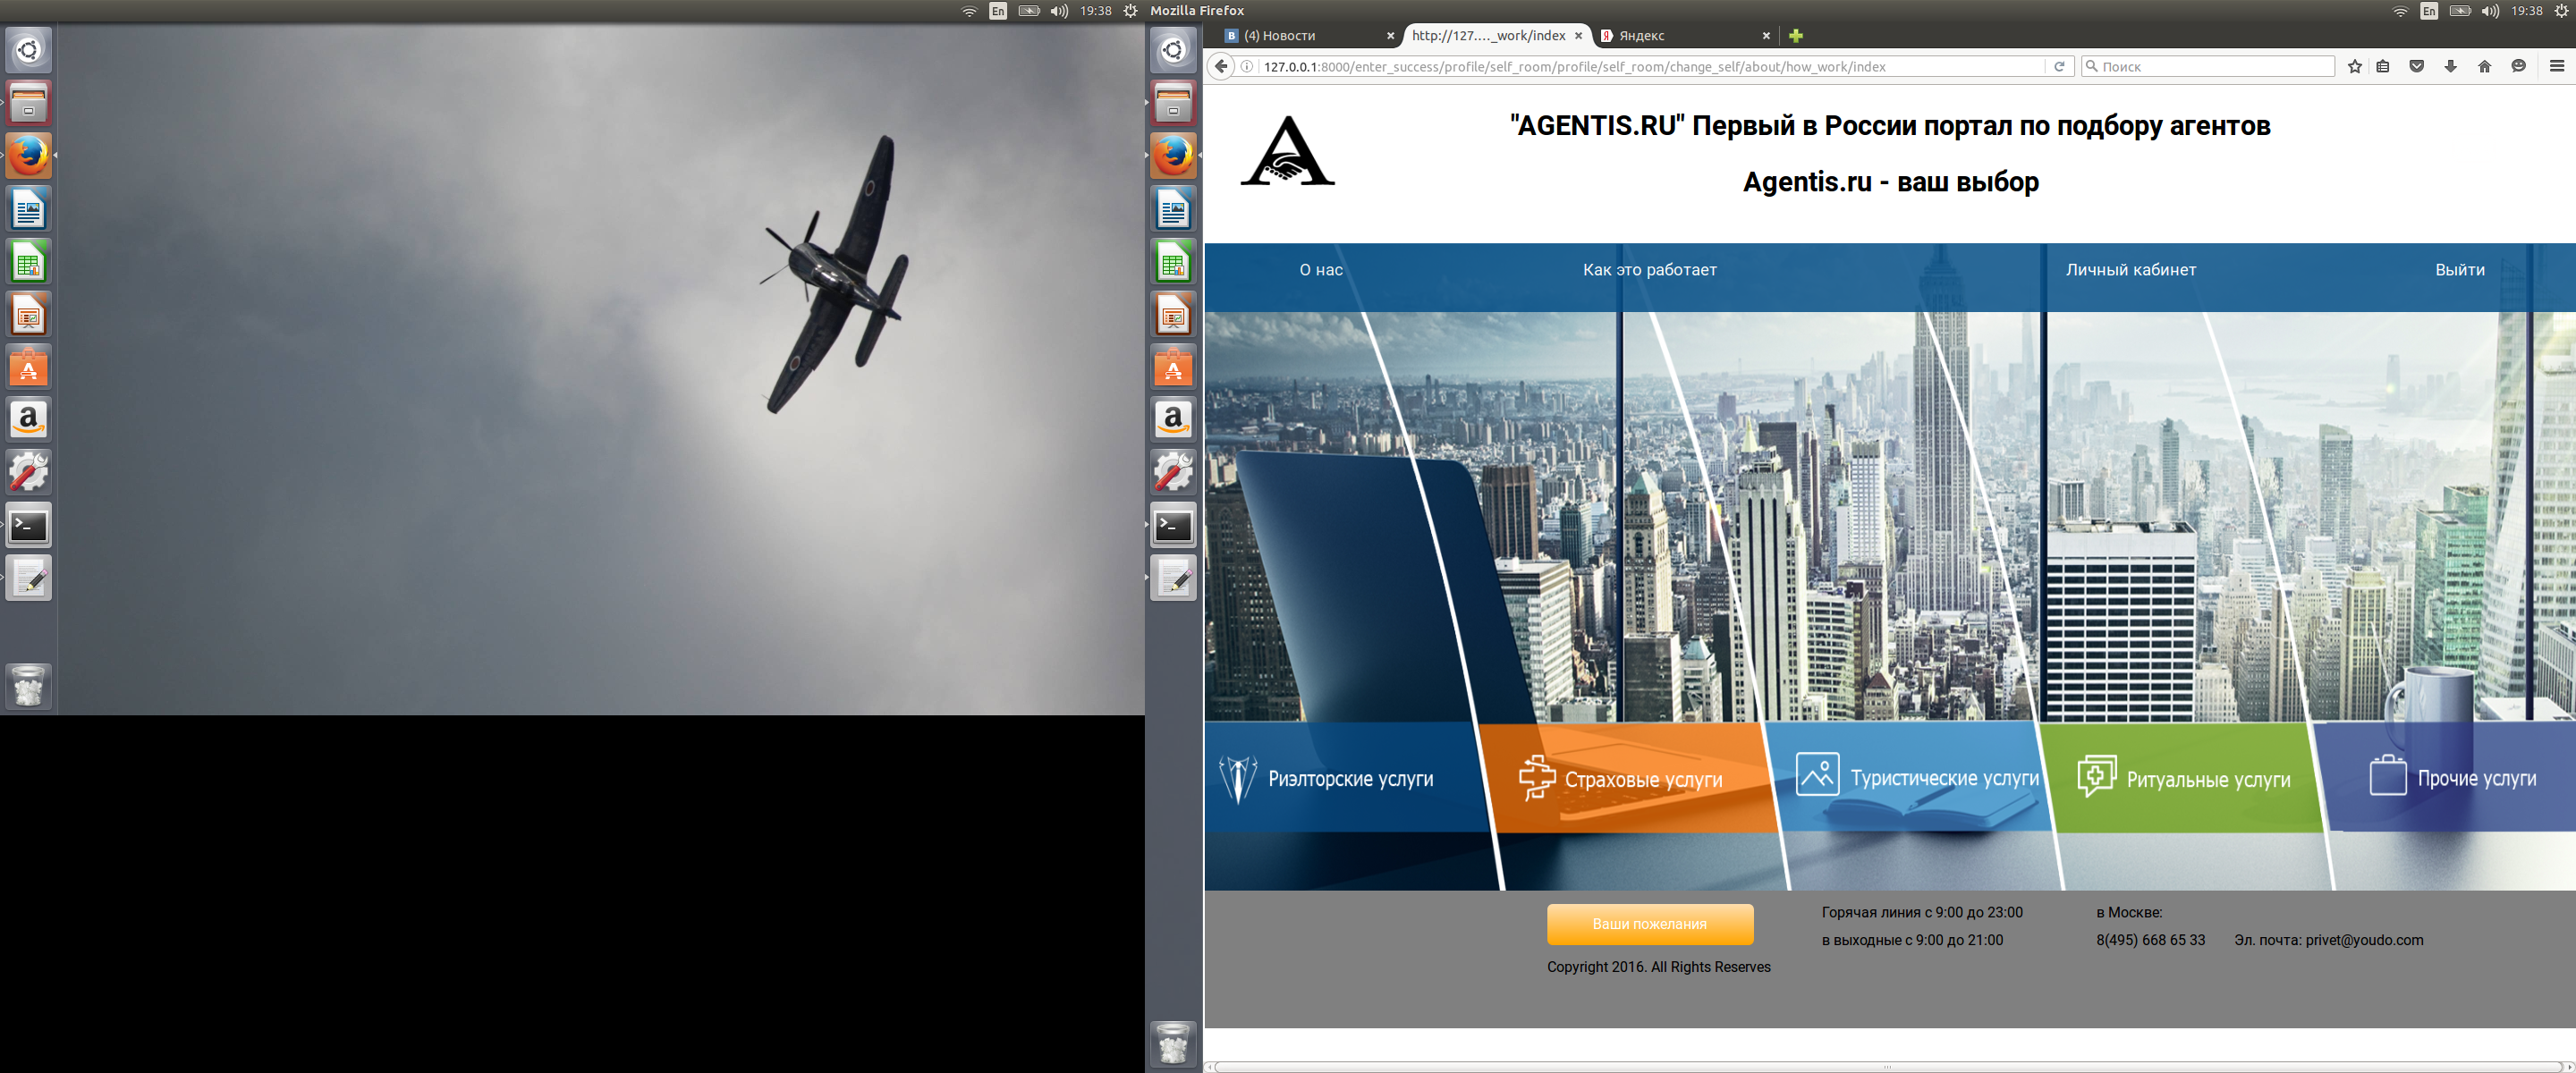 En
19:38
Mozilla Firefox
En
19:38
(4) Новости
http://127...._work/index
Яндекс
127.0.0.1:8000/enter_success/profile/self_room/profile/self_room/change_self/about/how_work/index
Поиск
"AGENTIS.RU" Первый в России портал по подбору агентов
Agentis.ru - ваш выбор
О нас
Как это работает
Личный кабинет
Выйти
Риэлторские услуги
Страховые услуги
Туристические услуги
Ритуальные услуги
Прочие услуги
Ваши пожелания
Copyright 2016. All Rights Reserves
Горячая линия с 9:00 до 23:00
в выходные с 9:00 до 21:00
в Москве:
8(495) 668 65 33
Эл. почта: privet@youdo.com